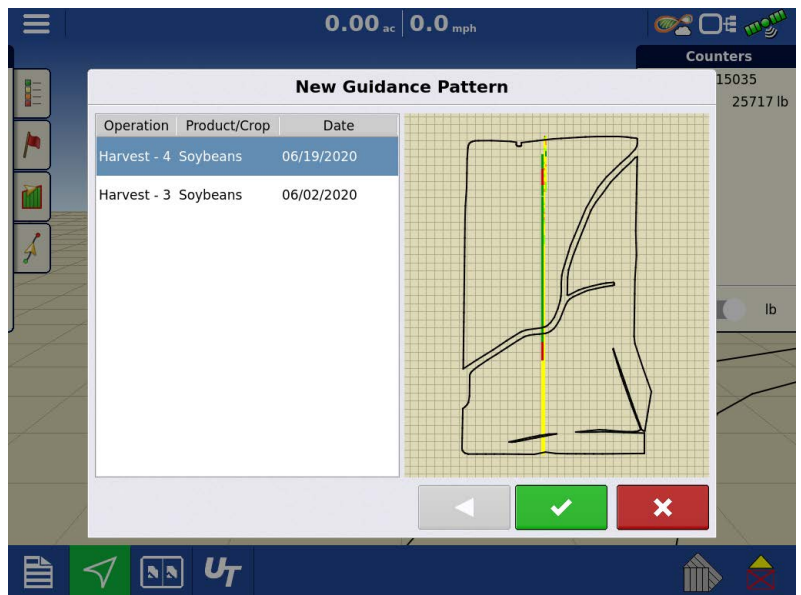 0.00 ac 0.0 mph
Counters
15035
25717 lb
New Guidance Pattern
Operation Product/Crop Date
Harvest - 4 Soybeans 06/19/2020
Harvest - 3 Soybeans 06/02/2020
lb
UT